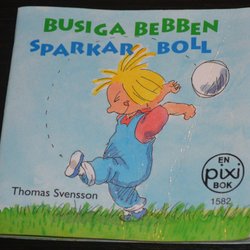 BUSIGA BEBBEN
SPARKAR BOLL
Thomas Svensson
EN
pixi
BOK
1582